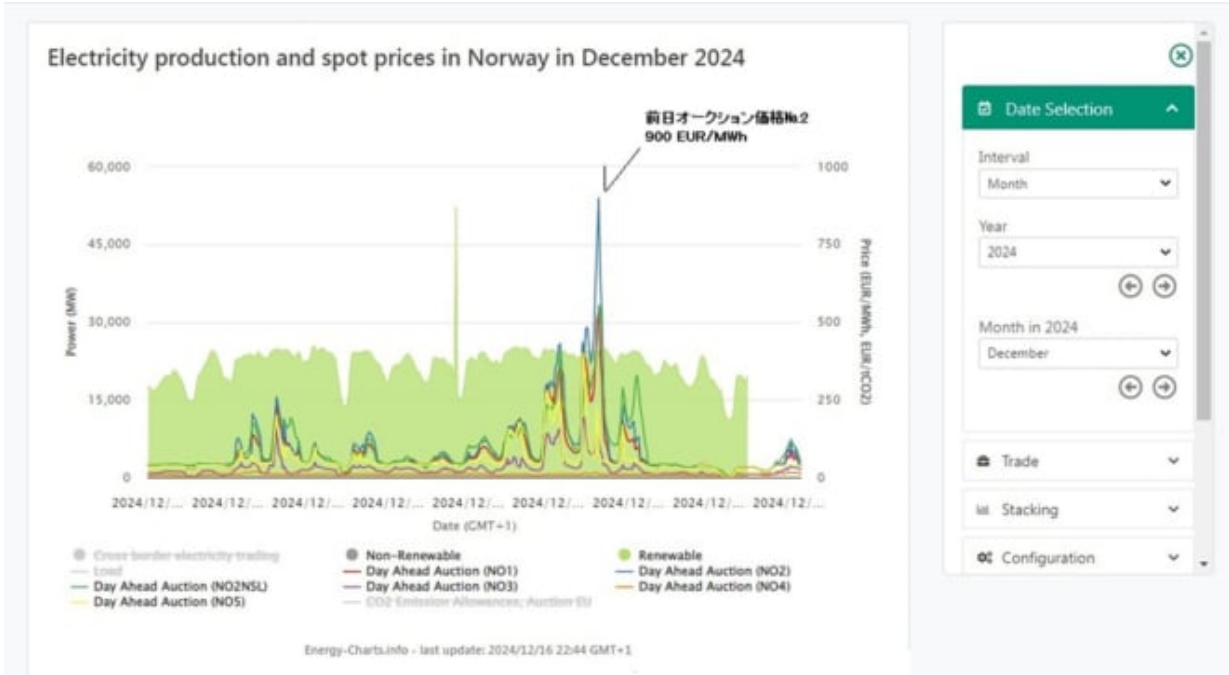 Electricity production and spot prices in Norway in December 2024
前日オークション価格№2
900 EUR/MWh
60,000
1000
45,000
750
30,000
500
15,000
250
0
0
Power (MW)
Price (EUR/MWh, EUR/tCO2)
2024/12/... 2024/12/... 2024/12/... 2024/12/... 2024/12/... 2024/12/... 2024/12/... 2024/12/... 2024/12/...
Date (GMT+1)
Cross border electricity trading
Non-Renewable
Renewable
Load
Day Ahead Auction (NO1)
Day Ahead Auction (NO2)
Day Ahead Auction (NO2NSL)
Day Ahead Auction (NO3)
Day Ahead Auction (NO4)
Day Ahead Auction (NO5)
CO2 Emission Allowances, Auction EU
Energy-Charts.info - last update: 2024/12/16 22:44 GMT+1
Date Selection
Interval
Month
Year
2024
Month in 2024
December
Trade
Stacking
Configuration